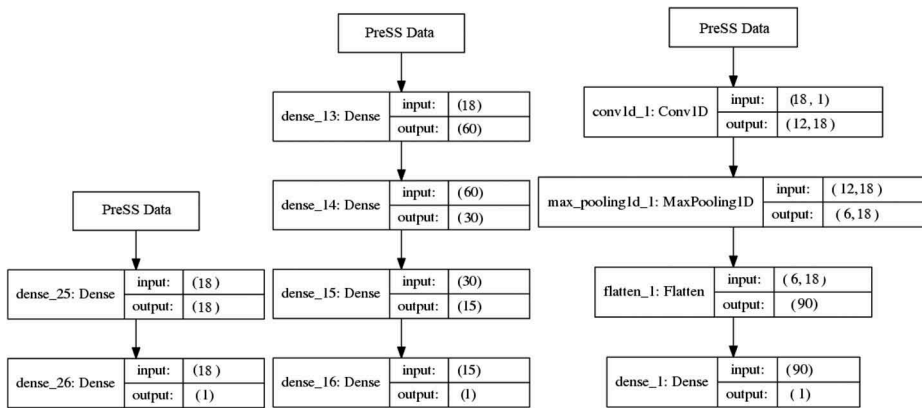 PreSS Data
dense_25: Dense
input: (18)
output: (18)
dense_26: Dense
input: (18)
output: (1)
PreSS Data
dense_13: Dense
input: (18)
output: (60)
dense_14: Dense
input: (60)
output: (30)
dense_15: Dense
input: (30)
output: (15)
dense_16: Dense
input: (15)
output: (1)
PreSS Data
conv1d_1: Conv1D
input: (18, 1)
output: (12,18)
max_pooling1d_1: MaxPooling1D
input: (12,18)
output: (6,18)
flatten_1: Flatten
input: (6,18)
output: (90)
dense_1: Dense
input: (90)
output: (1)